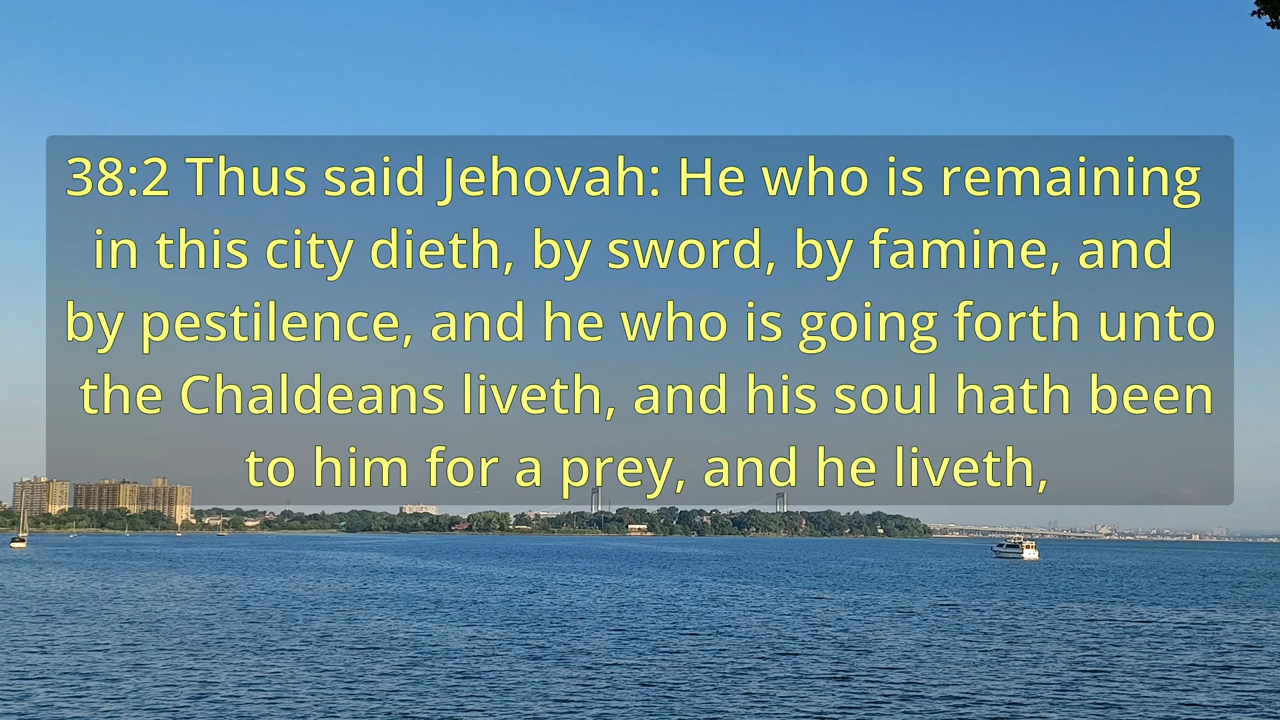 38:2 Thus said Jehovah: He who is remaining
in this city dieth, by sword, by famine, and
by pestilence, and he who is going forth unto
the Chaldeans liveth, and his soul hath been
to him for a prey, and he liveth,